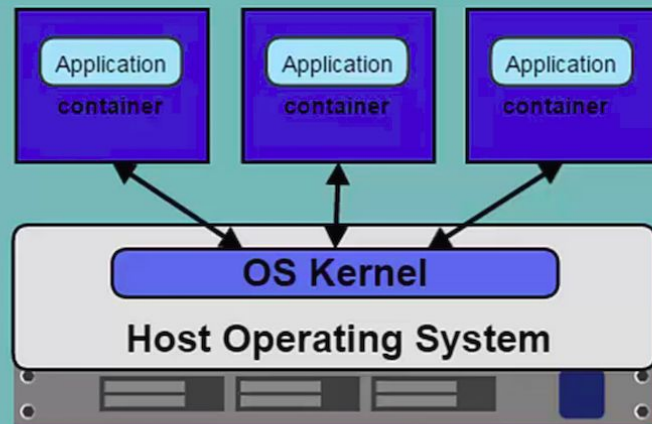 Application
container
Application
container
Application
container
OS Kernel
Host Operating System